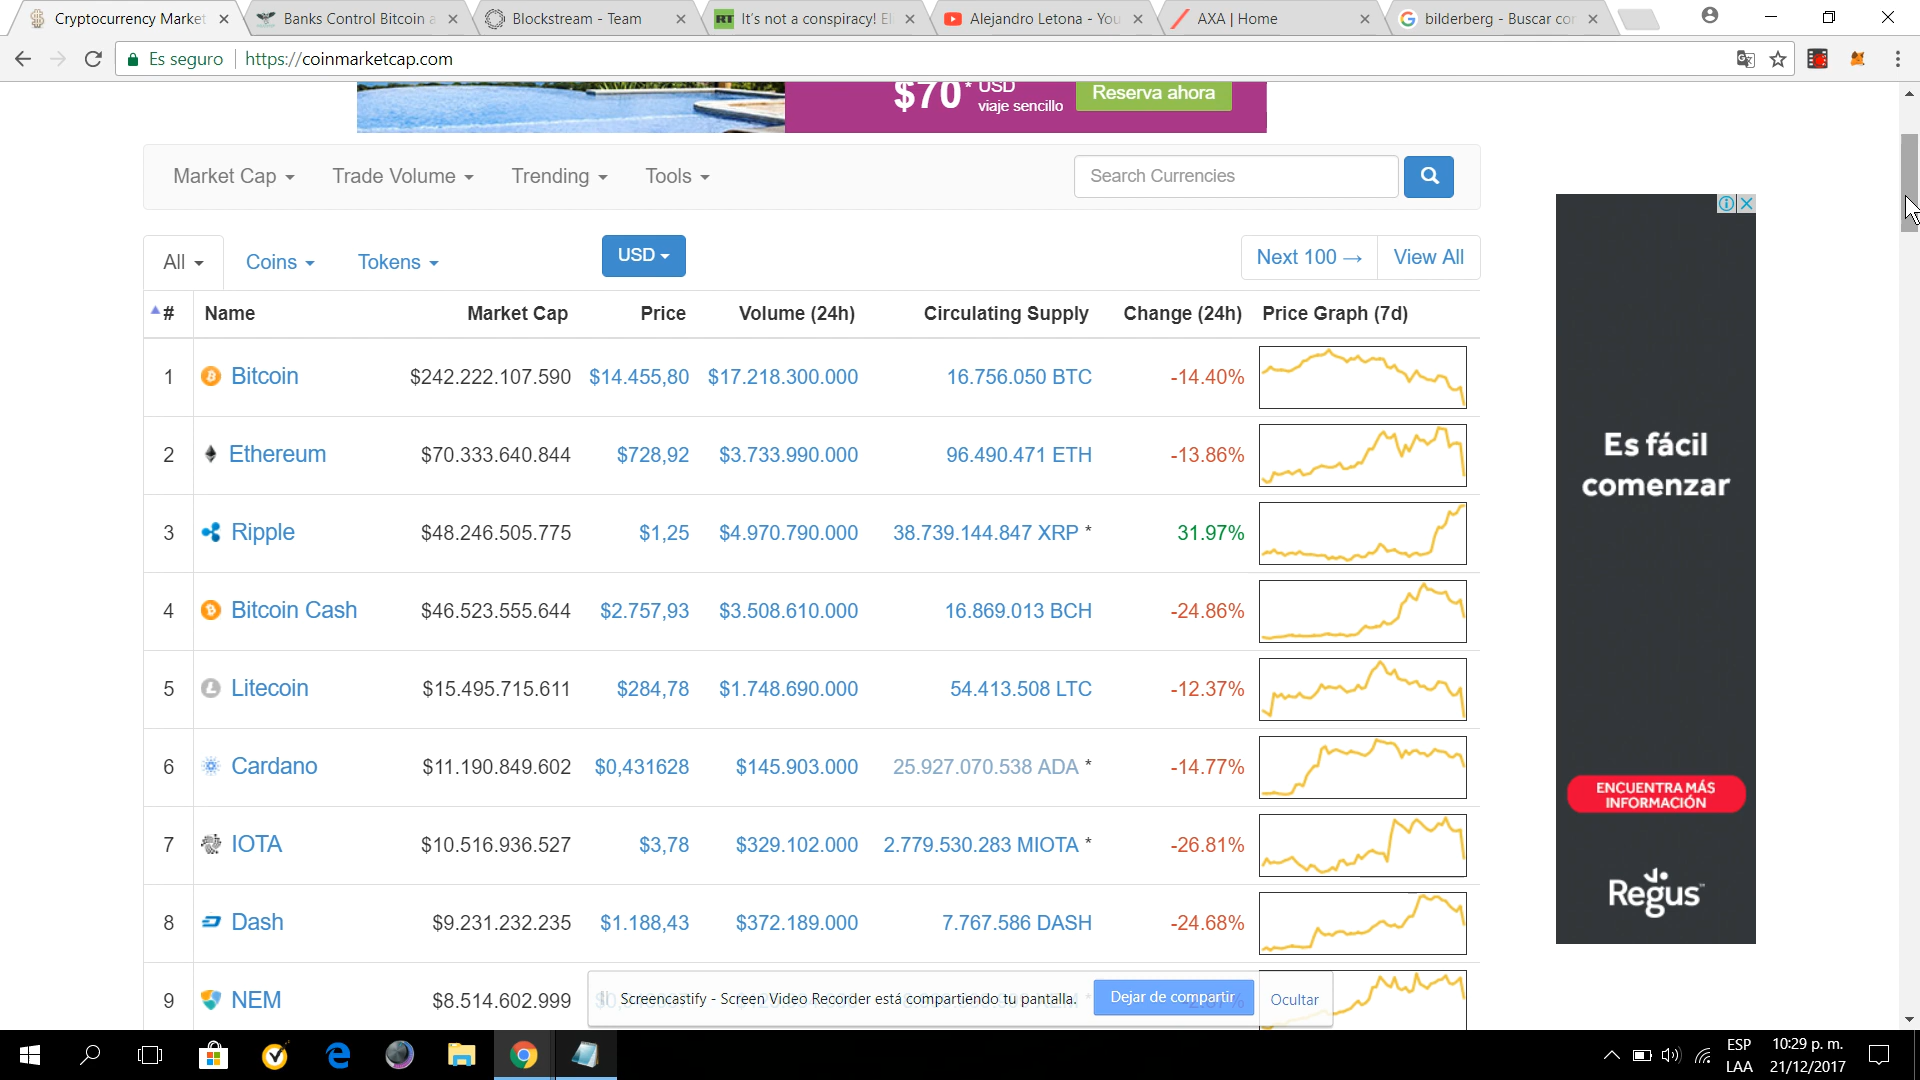 Cryptocurrency Market
Banks Control Bitcoin a
Blockstream - Team
It's not a conspiracy! El
Alejandro Letona - You
AXA | Home
bilderberg - Buscar con
Es seguro
https://coinmarketcap.com
$70* USD
viaje sencillo
Reserva ahora
Market Cap
Trade Volume
Trending
Tools
Search Currencies
All
Coins
Tokens
USD
Next 100 →
View All
# Name Market Cap Price Volume (24h) Circulating Supply Change (24h) Price Graph (7d)
1 Bitcoin $242.222.107.590 $14.455,80 $17.218.300.000 16.756.050 BTC -14.40%
2 Ethereum $70.333.640.844 $728,92 $3.733.990.000 96.490.471 ETH -13.86%
3 Ripple $48.246.505.775 $1,25 $4.970.790.000 38.739.144.847 XRP * 31.97%
4 Bitcoin Cash $46.523.555.644 $2.757,93 $3.508.610.000 16.869.013 BCH -24.86%
5 Litecoin $15.495.715.611 $284,78 $1.748.690.000 54.413.508 LTC -12.37%
6 Cardano $11.190.849.602 $0,431628 $145.903.000 25.927.070.538 ADA * -14.77%
7 IOTA $10.516.936.527 $3,78 $329.102.000 2.779.530.283 MIOTA * -26.81%
8 Dash $9.231.232.235 $1.188,43 $372.189.000 7.767.586 DASH -24.68%
9 NEM $8.514.602.999
Screencastify - Screen Video Recorder está compartiendo tu pantalla.
Dejar de compartir
Ocultar
Es fácil
comenzar
ENCUENTRA MÁS
INFORMACIÓN
Regus
ESP
LAA
10:29 p. m.
21/12/2017